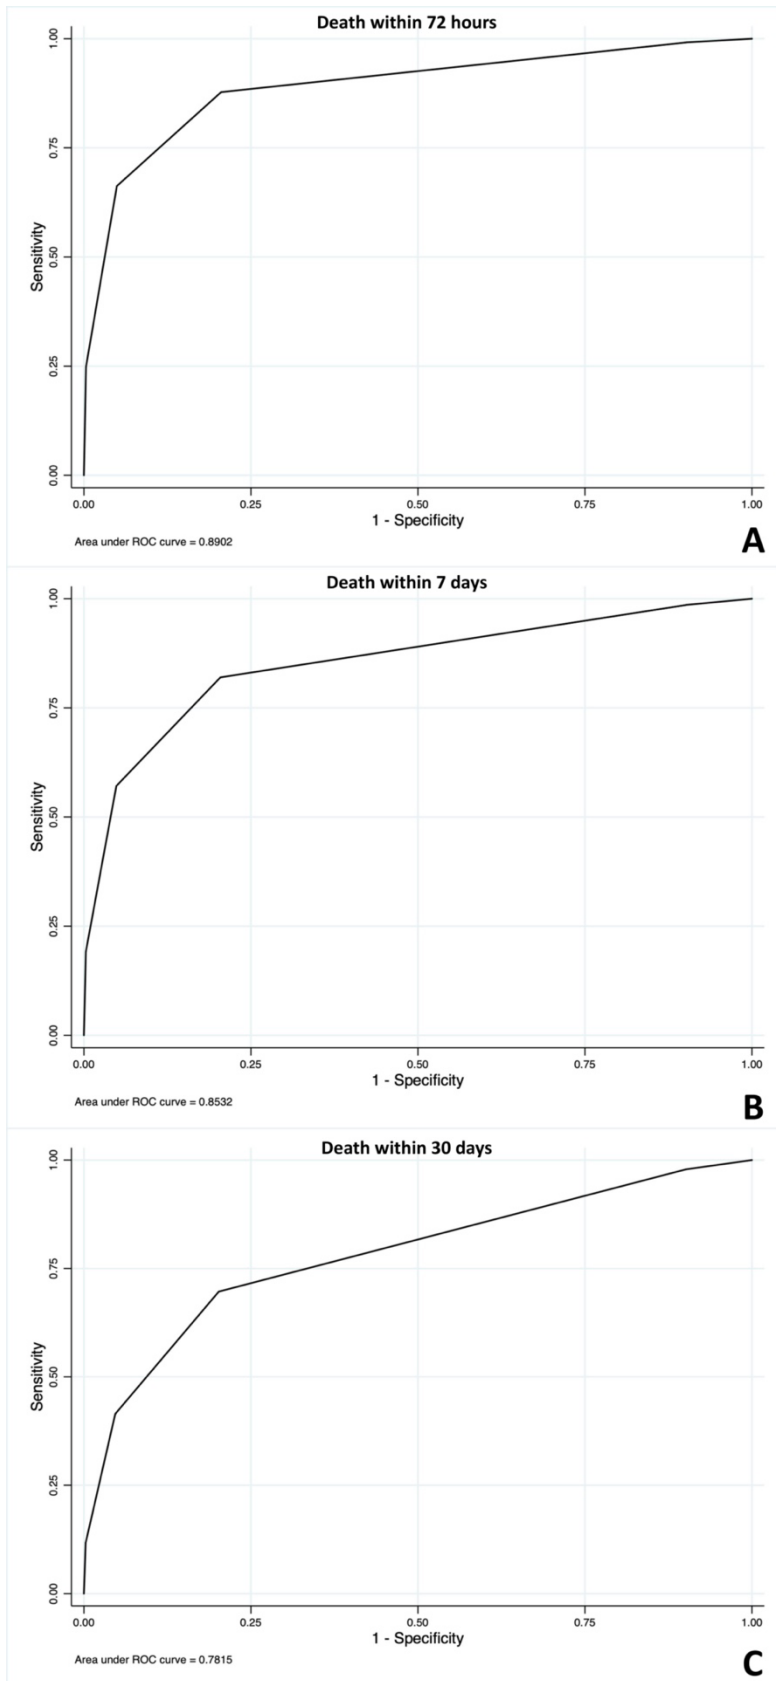 Death within 72 hours
1.00
0.75
0.50
0.25
0.00
Sensitivity
0.00 0.25 0.50 0.75 1.00
1 - Specificity
Area under ROC curve = 0.8902
A
Death within 7 days
1.00
0.75
0.50
0.25
0.00
Sensitivity
0.00 0.25 0.50 0.75 1.00
1 - Specificity
Area under ROC curve = 0.8532
B
Death within 30 days
1.00
0.75
0.50
0.25
0.00
Sensitivity
0.00 0.25 0.50 0.75 1.00
1 - Specificity
Area under ROC curve = 0.7815
C